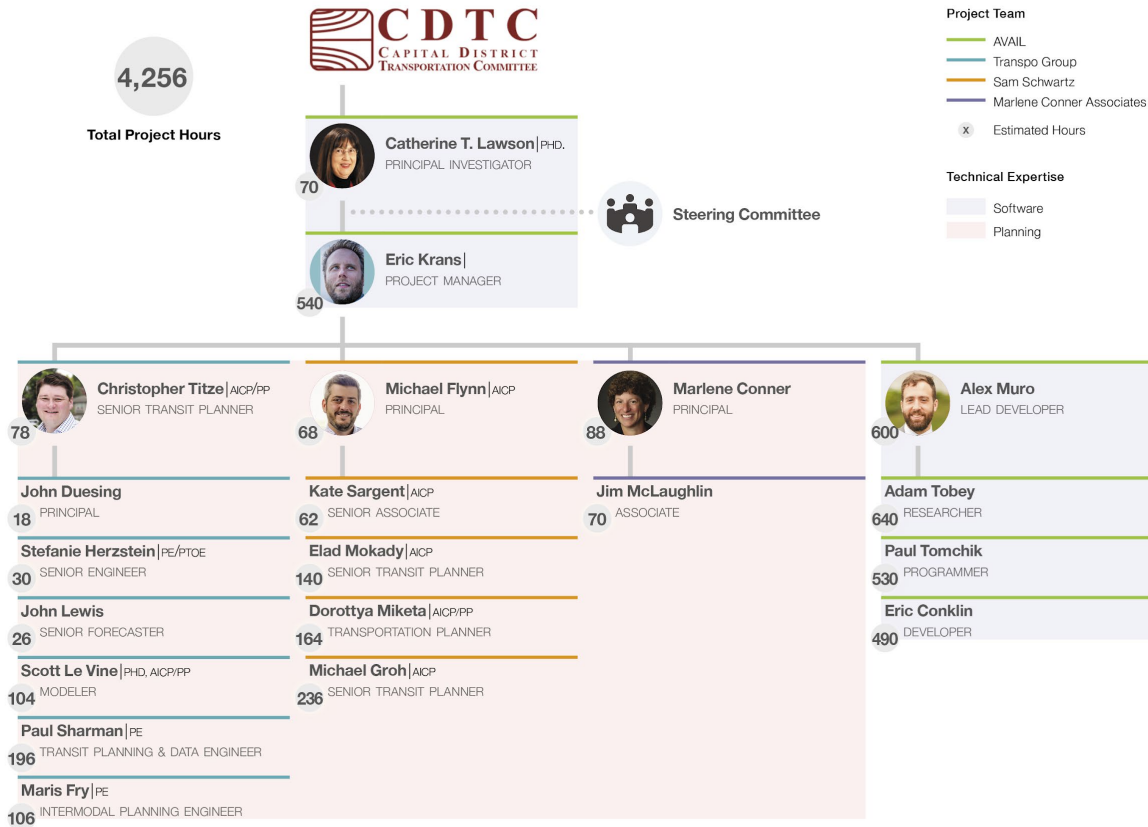 CDTC
CAPITAL DISTRICT
TRANSPORTATION COMMITTEE
4,256
Total Project Hours
Project Team
AVAIL
Transpo Group
Sam Schwartz
Marlene Conner Associates
X Estimated Hours
Technical Expertise
Software
Planning
Catherine T. Lawson|PHD.
PRINCIPAL INVESTIGATOR
70
Steering Committee
Eric Krans|
PROJECT MANAGER
540
Christopher Titze|AICP/PP
SENIOR TRANSIT PLANNER
78
John Duesing
18 PRINCIPAL
Stefanie Herzstein|PE/PTOE
30 SENIOR ENGINEER
John Lewis
26 SENIOR FORECASTER
Scott Le Vine|PHD, AICP/PP
104 MODELER
Paul Sharman|PE
196 TRANSIT PLANNING & DATA ENGINEER
Maris Fry|PE
106 INTERMODAL PLANNING ENGINEER
Michael Flynn|AICP
PRINCIPAL
68
Kate Sargent|AICP
62 SENIOR ASSOCIATE
Elad Mokady|AICP
140 SENIOR TRANSIT PLANNER
Dorottya Miketa|AICP/PP
164 TRANSPORTATION PLANNER
Michael Groh|AICP
236 SENIOR TRANSIT PLANNER
Marlene Conner
PRINCIPAL
88
Jim McLaughlin
70 ASSOCIATE
Alex Muro
LEAD DEVELOPER
600
Adam Tobey
640 RESEARCHER
Paul Tomchik
530 PROGRAMMER
Eric Conklin
490 DEVELOPER